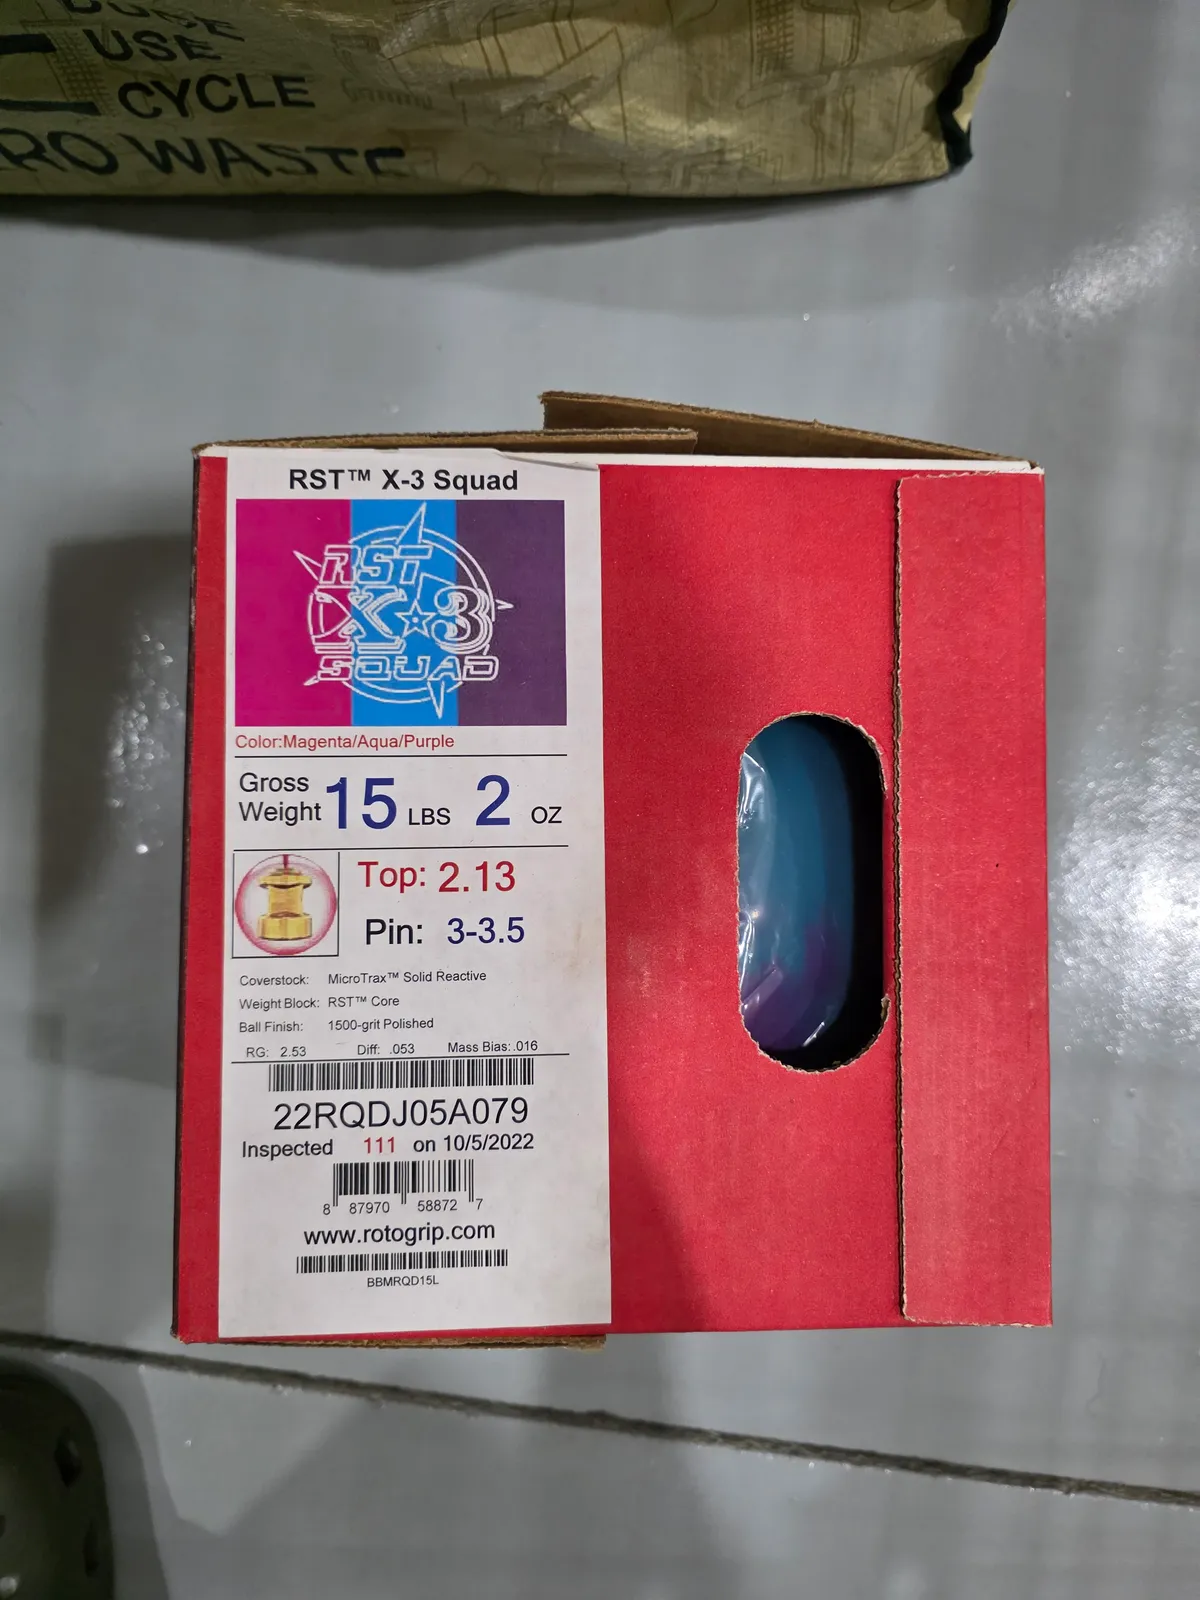 USE
CYCLE
WASTE
RST™ X-3 Squad
RST
X★3
SQUAD
Color:Magenta/Aqua/Purple
Gross Weight 15 LBS 2 OZ
Top: 2.13
Pin: 3-3.5
Coverstock: MicroTrax™ Solid Reactive
Weight Block: RST™ Core
Ball Finish: 1500-grit Polished
RG: 2.53 Diff: .053 Mass Bias: .016
22RQDJ05A079
Inspected 111 on 10/5/2022
8 87970 58872 7
www.rotogrip.com
BBMRQD15L